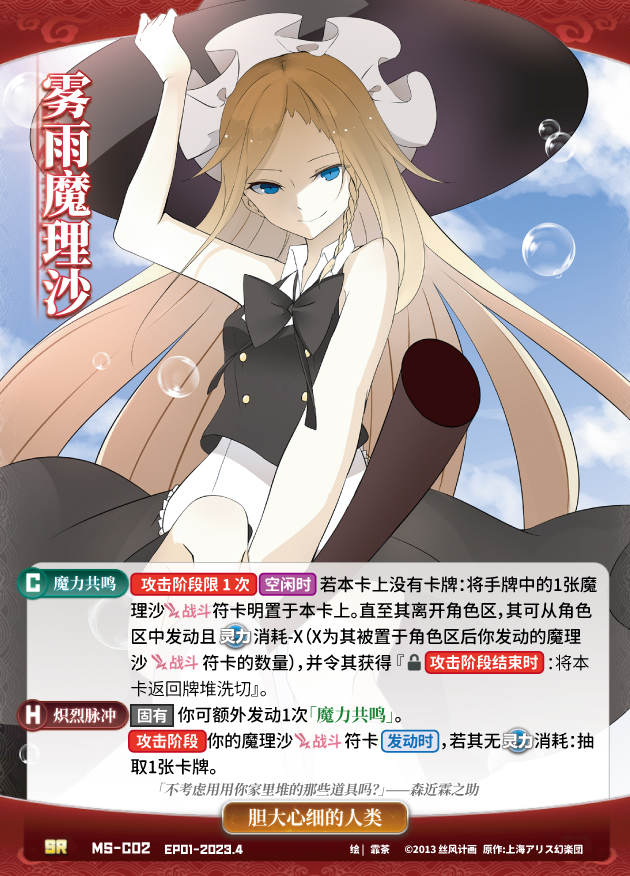 雾雨魔理沙
C 魔力共鸣 攻击阶段限1次 空闲时 若本卡上没有卡牌:将手牌中的1张魔
理沙战斗符卡明置于本卡上。直至其离开角色区,其可从角色
区中发动且灵力消耗-X(X为其被置于角色区后你发动的魔理
沙战斗符卡的数量),并令其获得『攻击阶段结束时:将本
卡返回牌堆洗切』。
H 炽烈脉冲 固有 你可额外发动1次「魔力共鸣」。
攻击阶段 你的魔理沙战斗符卡 发动时,若其无灵力消耗:抽
取1张卡牌。
「不考虑用用你家里堆的那些道具吗?」——森近霖之助
胆大心细的人类
SR MS-C02 EP01-2023.4 绘| 霏茶 ©2013 丝风计画 原作:上海アリス幻楽団